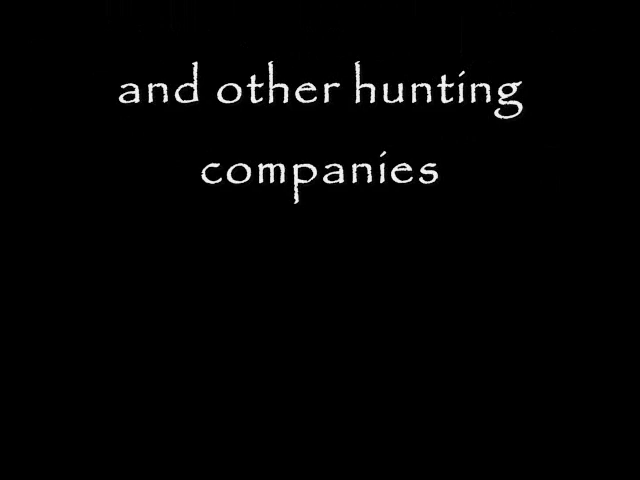 and other hunting
companies